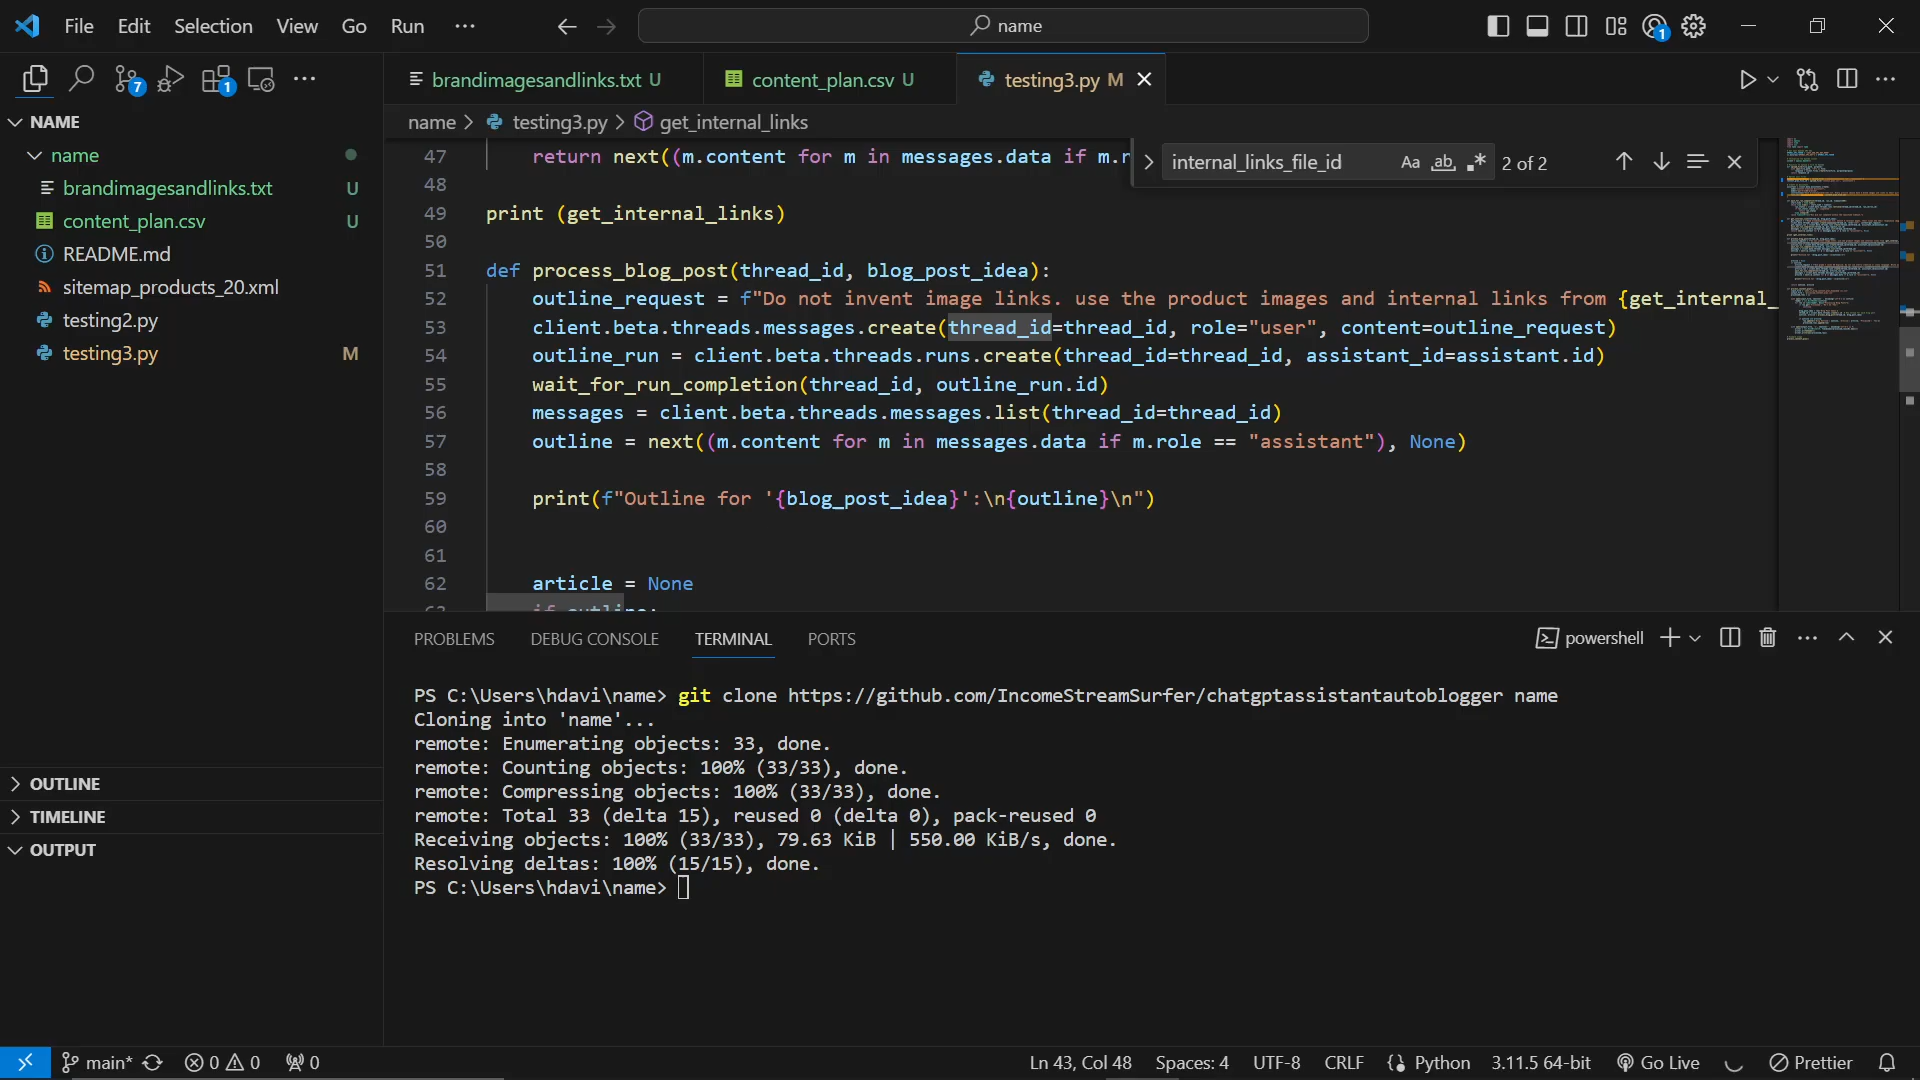 File Edit Selection View Go Run ··· name
7 1 ···
brandimagesandlinks.txt U content_plan.csv U testing3.py M
NAME
name
brandimagesandlinks.txt U
content_plan.csv U
README.md
sitemap_products_20.xml
testing2.py
testing3.py M
OUTLINE
TIMELINE
OUTPUT
name > testing3.py > get_internal_links
internal_links_file_id Aa ab, .* 2 of 2
47 return next((m.content for m in messages.data if m.r
48
49 print (get_internal_links)
50
51 def process_blog_post(thread_id, blog_post_idea):
52 outline_request = f"Do not invent image links. use the product images and internal links from {get_internal_
53 client.beta.threads.messages.create(thread_id=thread_id, role="user", content=outline_request)
54 outline_run = client.beta.threads.runs.create(thread_id=thread_id, assistant_id=assistant.id)
55 wait_for_run_completion(thread_id, outline_run.id)
56 messages = client.beta.threads.messages.list(thread_id=thread_id)
57 outline = next((m.content for m in messages.data if m.role == "assistant"), None)
58
59 print(f"Outline for '{blog_post_idea}':\n{outline}\n")
60
61
62 article = None
63 if outline:
PROBLEMS DEBUG CONSOLE TERMINAL PORTS powershell
PS C:\Users\hdavi\name> git clone https://github.com/IncomeStreamSurfer/chatgptassistantautoblogger name
Cloning into 'name'...
remote: Enumerating objects: 33, done.
remote: Counting objects: 100% (33/33), done.
remote: Compressing objects: 100% (33/33), done.
remote: Total 33 (delta 15), reused 0 (delta 0), pack-reused 0
Receiving objects: 100% (33/33), 79.63 KiB | 550.00 KiB/s, done.
Resolving deltas: 100% (15/15), done.
PS C:\Users\hdavi\name>
main* 0 0 0 Ln 43, Col 48 Spaces: 4 UTF-8 CRLF Python 3.11.5 64-bit Go Live Prettier